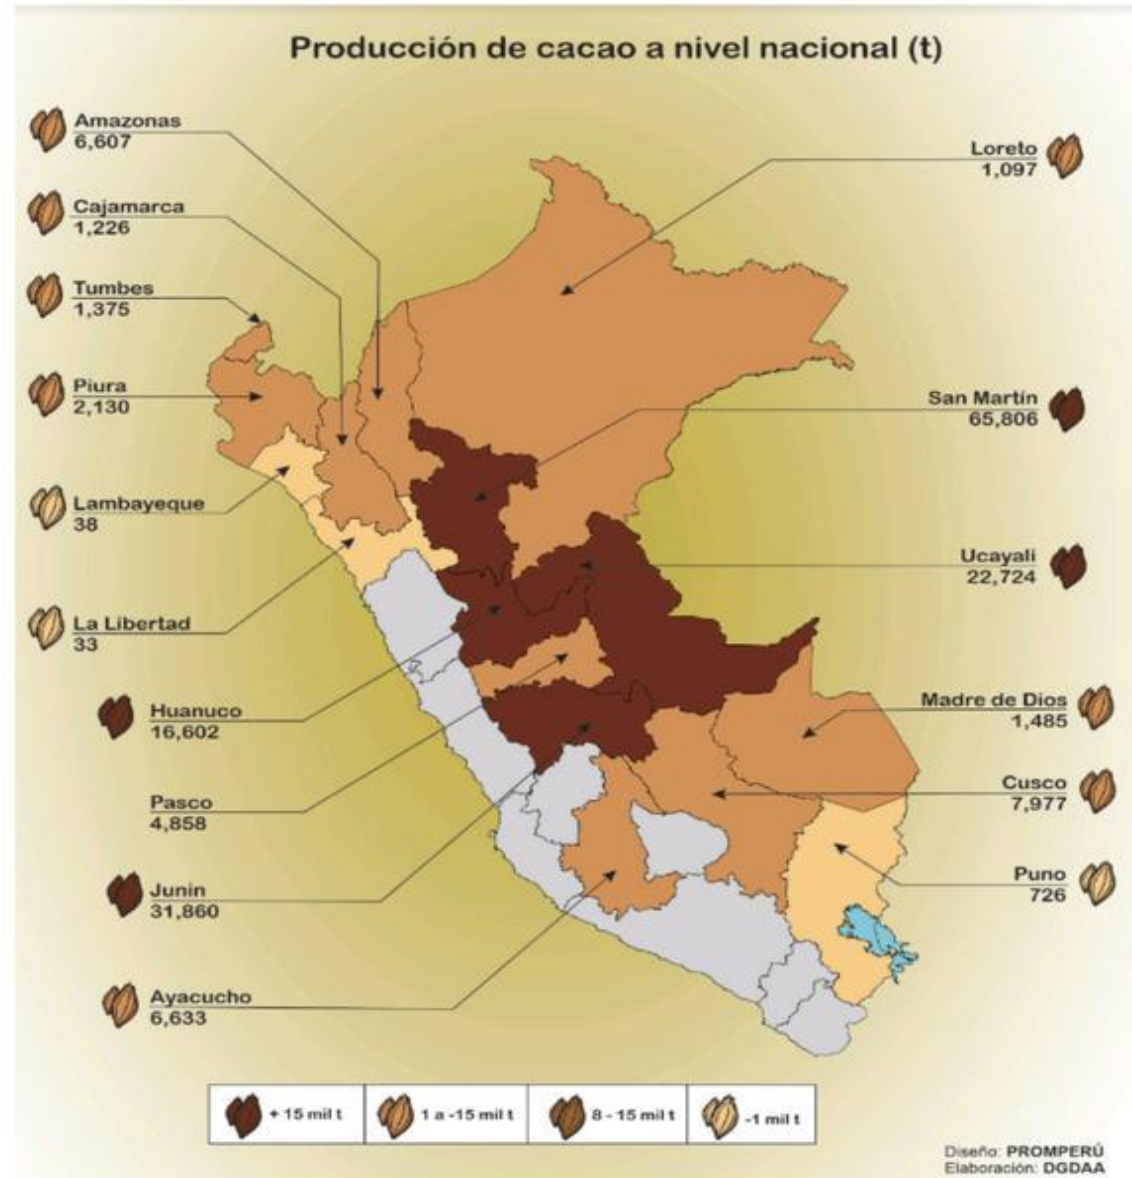 Producción de cacao a nivel nacional (t)
Amazonas
6,607
Cajamarca
1,226
Tumbes
1,375
Piura
2,130
Lambayeque
38
La Libertad
33
Huanuco
16,602
Pasco
4,858
Junin
31,860
Ayacucho
6,633
Loreto
1,097
San Martín
65,806
Ucayali
22,724
Madre de Dios
1,485
Cusco
7,977
Puno
726
+ 15 mil t
1 a -15 mil t
8 - 15 mil t
-1 mil t
Diseño: PROMPERÚ
Elaboración: DGDAA